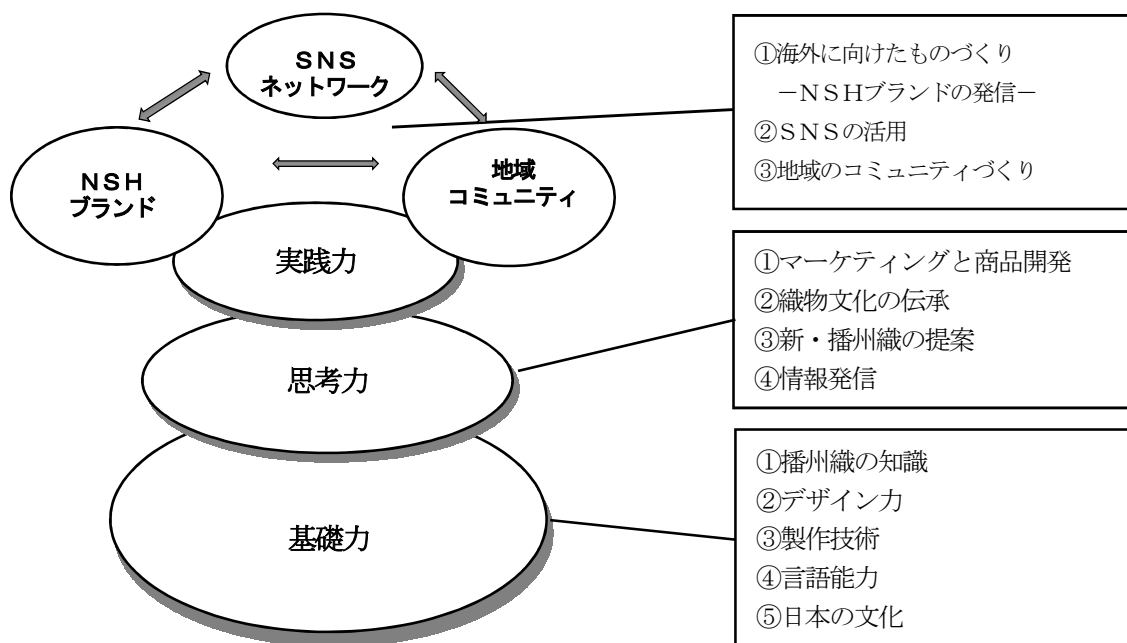 ＳＮＳ
ネットワーク
ＮＳＨ
ブランド
地域
コミュニティ
実践力
思考力
基礎力
①海外に向けたものづくり
－ＮＳＨブランドの発信－
②ＳＮＳの活用
③地域のコミュニティづくり
①マーケティングと商品開発
②織物文化の伝承
③新・播州織の提案
④情報発信
①播州織の知識
②デザイン力
③製作技術
④言語能力
⑤日本の文化